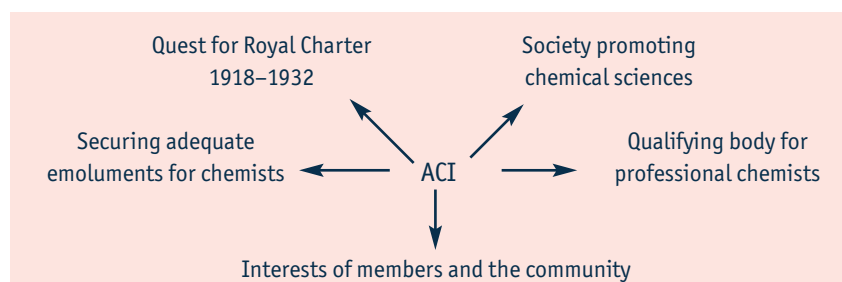 Quest for Royal Charter
1918–1932
Society promoting
chemical sciences
Securing adequate
emoluments for chemists
ACI
Qualifying body for
professional chemists
Interests of members and the community